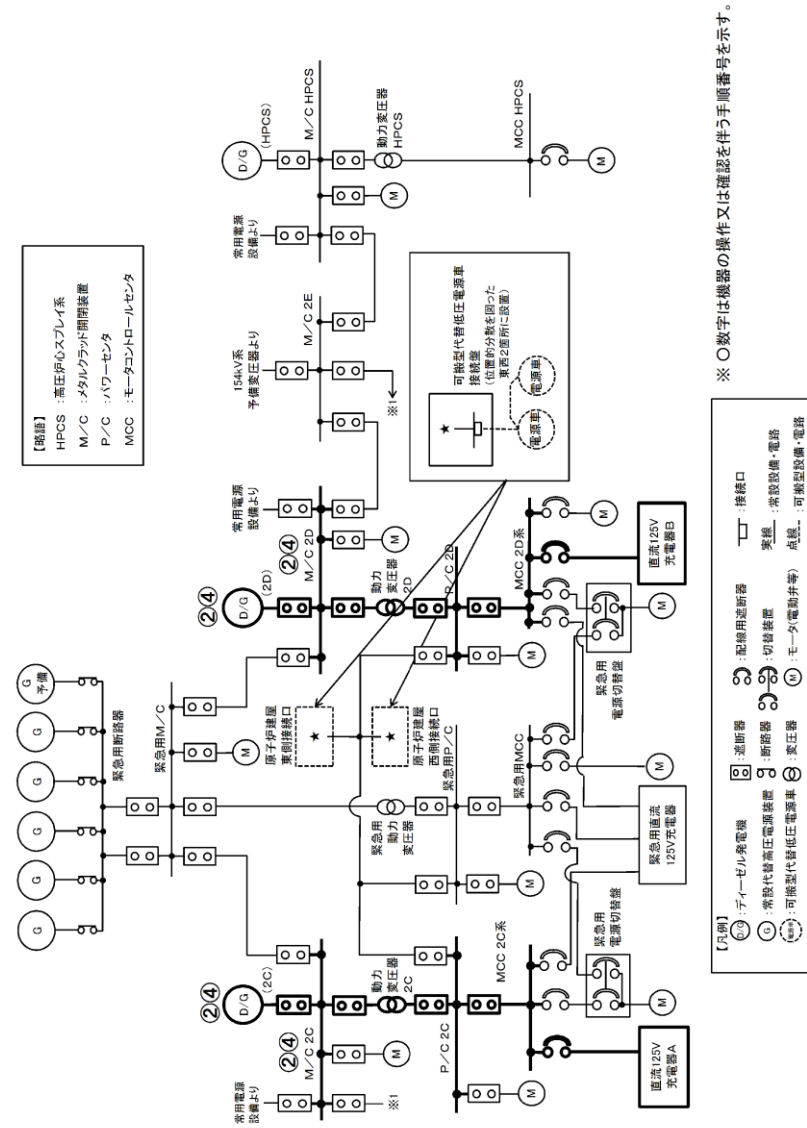 【略語】
HPCS ：高圧炉心スプレイ系
M／C ：メタルクラッド開閉装置
P／C ：パワーセンタ
MCC ：モータコントロールセンタ
G
G
G
G
G
G
予備
緊急用断路器
緊急用M／C
M
常用電源
設備より
②④
D／G
(2C)
②④
M／C 2C
M
※1
動力
変圧器
2C
P／C 2C
M
MCC 2C系
直流125V
充電器A
M
緊急用
電源切替盤
緊急用
動力
変圧器
原子炉建屋
東側接続口
★
原子炉建屋
西側接続口
★
緊急用P／C
M
緊急用MCC
M
緊急用直流
125V充電器
②④
D／G
(2D)
②④
M／C 2D
常用電源
設備より
M
動力
変圧器
2D
P／C 2D
M
MCC 2D系
M
直流125V
充電器B
M
緊急用
電源切替盤
154kV系
予備変圧器より
M／C 2E
※1
常用電源
設備より
D／G
(HPCS)
M／C HPCS
M
動力変圧器
HPCS
MCC HPCS
M
可搬型代替低圧電源車
接続盤
(位置的分散を図った
東西2箇所に設置)
★
電源車
電源車
【凡例】
D／G ：ディーゼル発電機
G ：常設代替高圧電源装置
電源車 ：可搬型代替低圧電源車
：遮断器
：断路器
：変圧器
：配線用遮断器
：切替装置
M ：モータ(電動弁等)
：接続口
実線 ：常設設備・電路
点線 ：可搬型設備・電路
※ ○数字は機器の操作又は確認を伴う手順番号を示す。